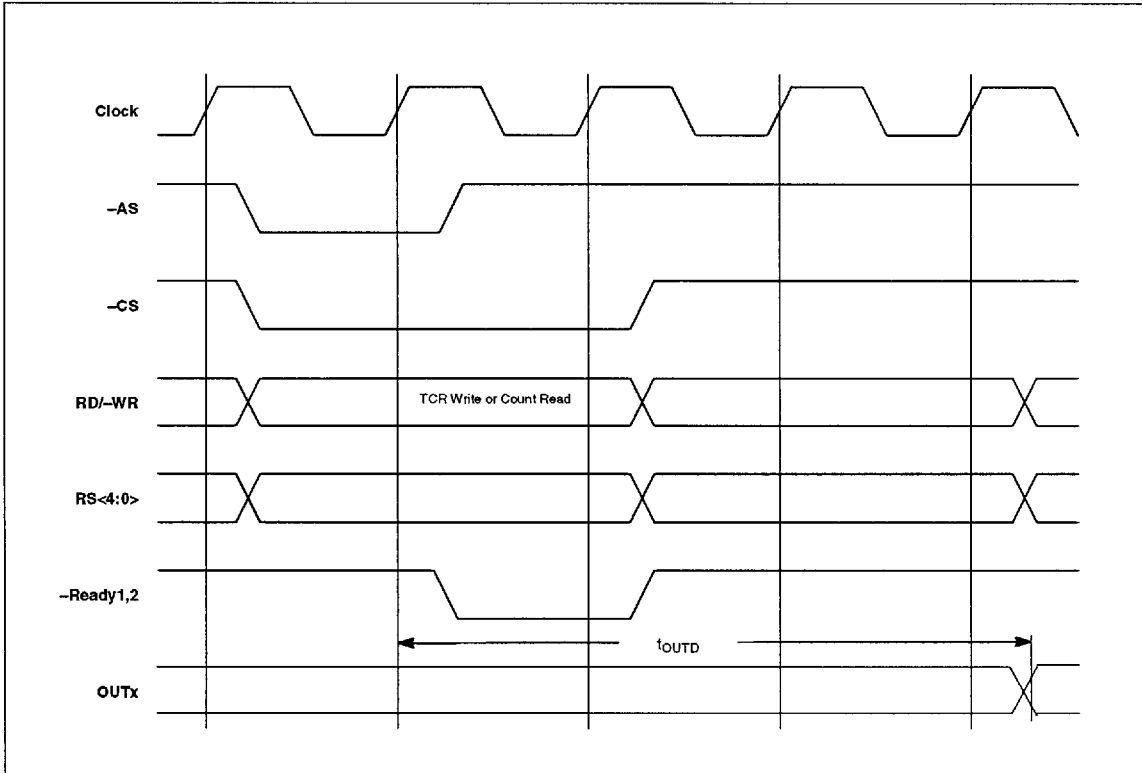 Clock
–AS
–CS
RD/–WR
TCR Write or Count Read
RS<4:0>
–Ready1,2
tOUTD
OUTx